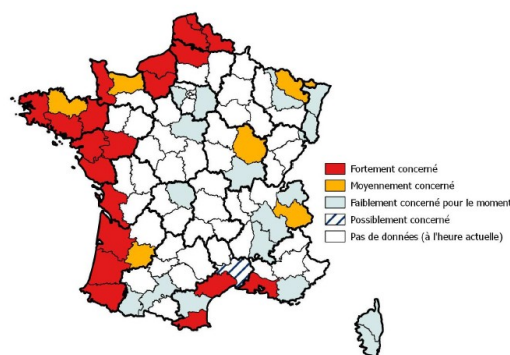 Fortement concerné
Moyennement concerné
Faiblement concerné pour le moment
Possiblement concerné
Pas de données (à l'heure actuelle)